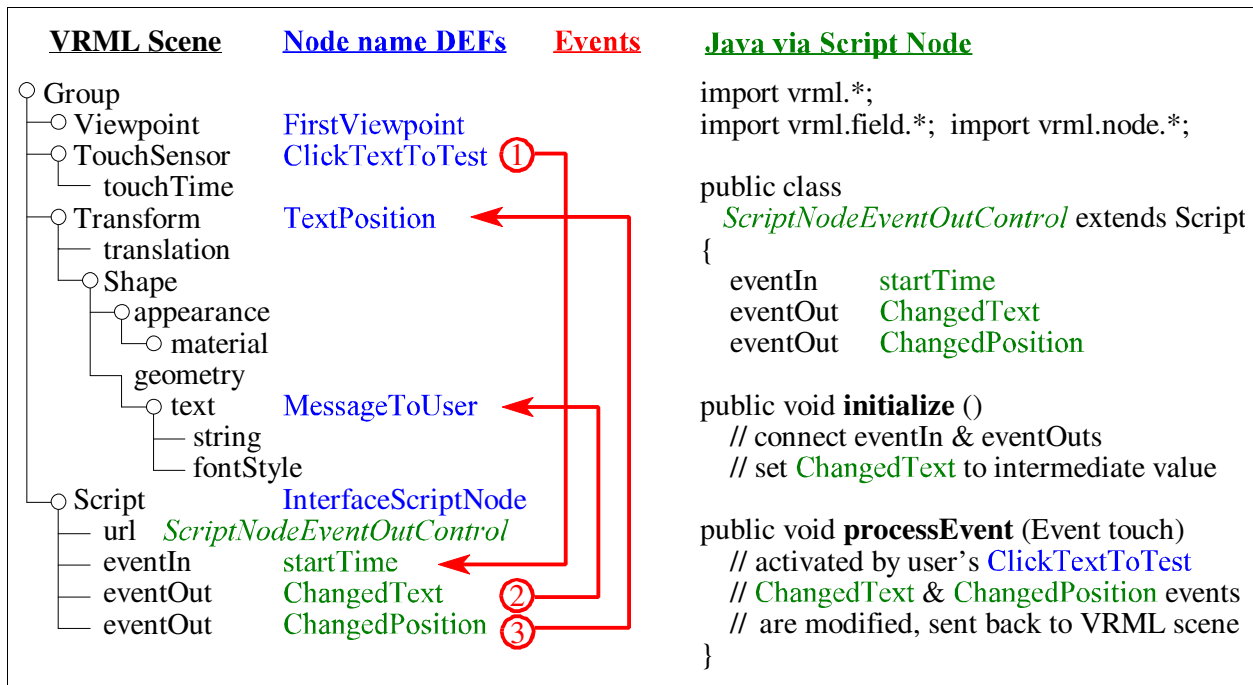 VRML Scene Node name DEFs Events
Group
Viewpoint FirstViewpoint
TouchSensor ClickTextToTest 1
touchTime
Transform TextPosition
translation
Shape
appearance
material
geometry
text MessageToUser
string
fontStyle
Script InterfaceScriptNode
url ScriptNodeEventOutControl
eventIn startTime
eventOut ChangedText 2
eventOut ChangedPosition 3
Java via Script Node
import vrml.*;
import vrml.field.*; import vrml.node.*;
public class
ScriptNodeEventOutControl extends Script
{
eventIn startTime
eventOut ChangedText
eventOut ChangedPosition
public void initialize ()
// connect eventIn & eventOuts
// set ChangedText to intermediate value
public void processEvent (Event touch)
// activated by user’s ClickTextToTest
// ChangedText & ChangedPosition events
// are modified, sent back to VRML scene
}